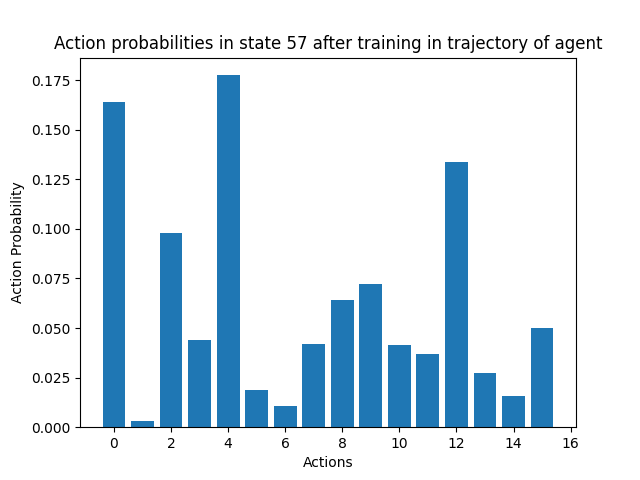 Action probabilities in state 57 after training in trajectory of agent
0.175
0.150
0.125
0.100
0.075
0.050
0.025
0.000
Action Probability
0 2 4 6 8 10 12 14 16
Actions